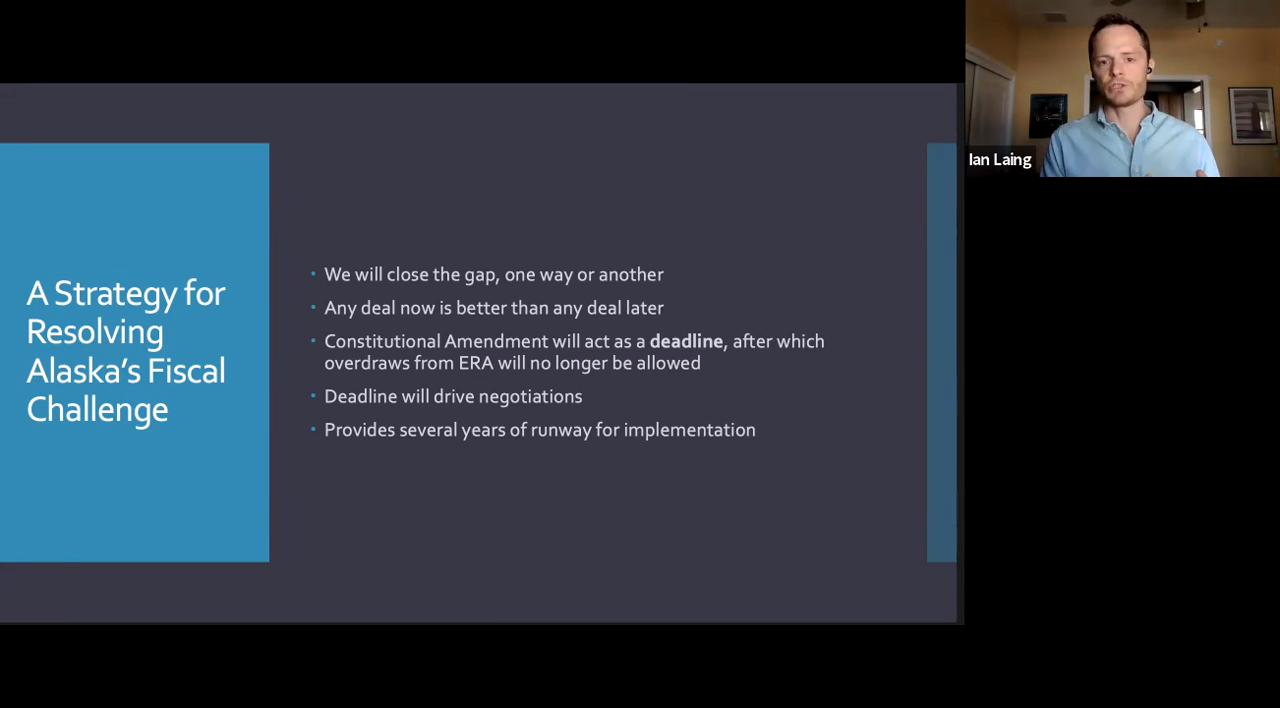 A Strategy for
Resolving
Alaska's Fiscal
Challenge
• We will close the gap, one way or another
• Any deal now is better than any deal later
• Constitutional Amendment will act as a deadline, after which
overdraws from ERA will no longer be allowed
• Deadline will drive negotiations
• Provides several years of runway for implementation
Ian Laing